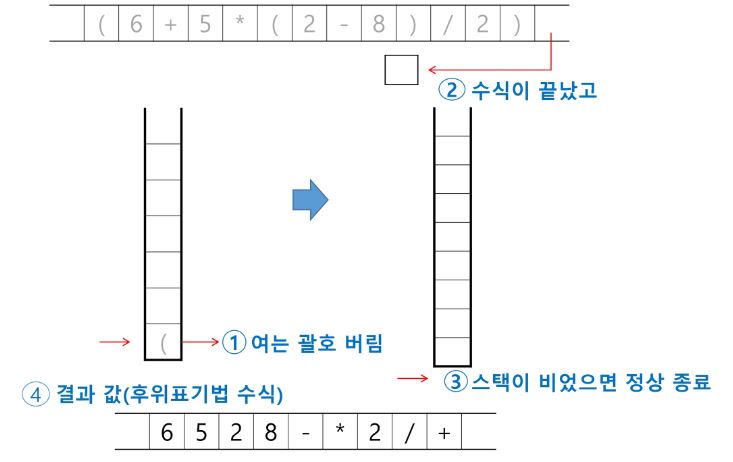 ( 6 + 5 * ( 2 - 8 ) / 2 )
② 수식이 끝났고
(
① 여는 괄호 버림
③ 스택이 비었으면 정상 종료
④ 결과 값(후위표기법 수식)
6 5 2 8 - * 2 / +